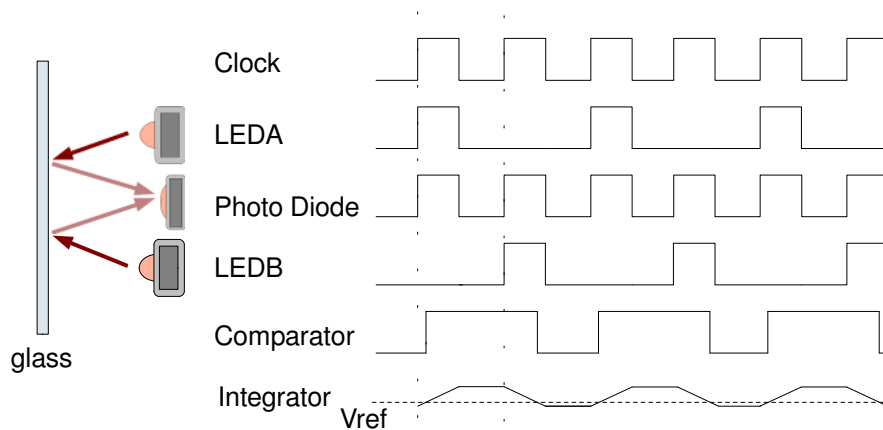 Clock
LEDA
Photo Diode
LEDB
Comparator
glass
Integrator
Vref